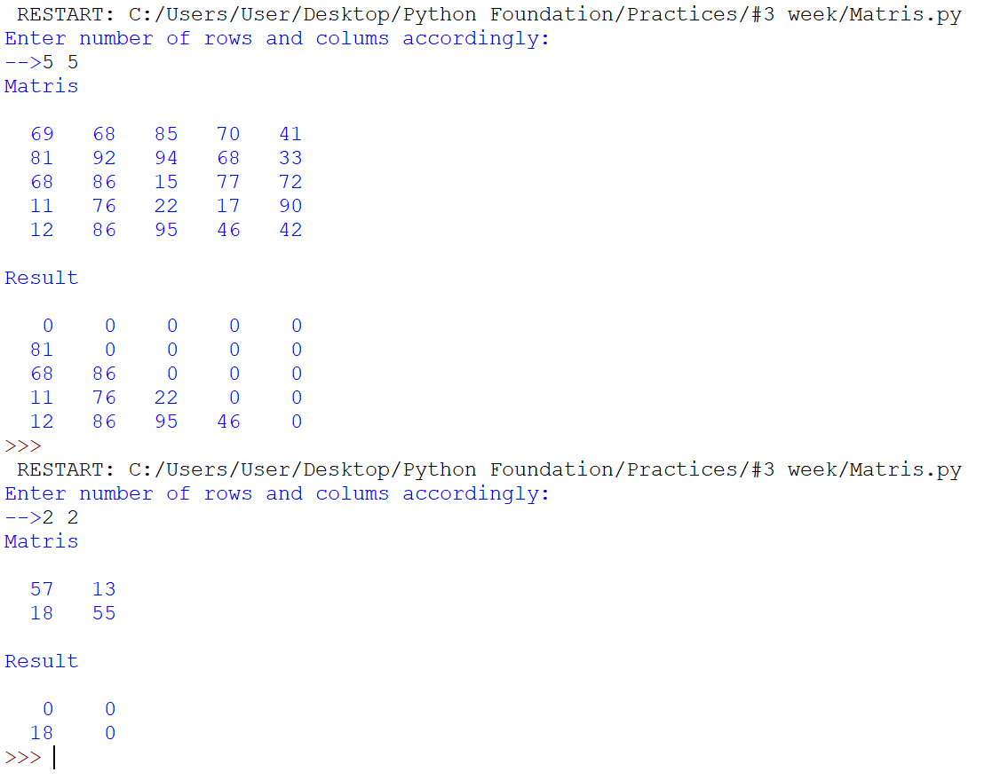 RESTART: C:/Users/User/Desktop/Python Foundation/Practices/#3 week/Matris.py
Enter number of rows and colums accordingly:
-->5 5
Matris
69 68 85 70 41
81 92 94 68 33
68 86 15 77 72
11 76 22 17 90
12 86 95 46 42
Result
0 0 0 0 0
81 0 0 0 0
68 86 0 0 0
11 76 22 0 0
12 86 95 46 0
>>>
RESTART: C:/Users/User/Desktop/Python Foundation/Practices/#3 week/Matris.py
Enter number of rows and colums accordingly:
-->2 2
Matris
57 13
18 55
Result
0 0
18 0
>>>